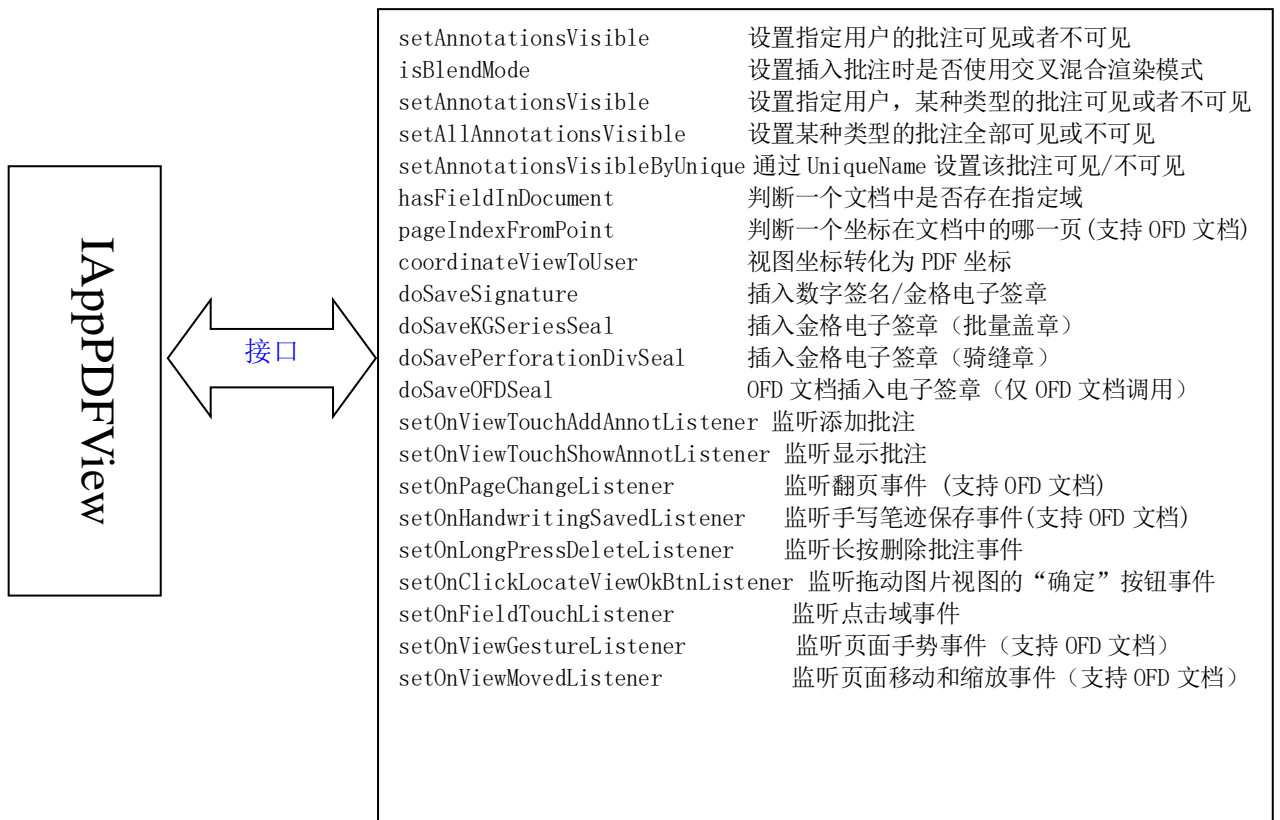 IAppPDFView
接口
setAnnotationsVisible 设置指定用户的批注可见或者不可见
isBlendMode 设置插入批注时是否使用交叉混合渲染模式
setAnnotationsVisible 设置指定用户，某种类型的批注可见或者不可见
setAllAnnotationsVisible 设置某种类型的批注全部可见或不可见
setAnnotationsVisibleByUnique 通过 UniqueName 设置该批注可见/不可见
hasFieldInDocument 判断一个文档中是否存在指定域
pageIndexFromPoint 判断一个坐标在文档中的哪一页(支持 OFD 文档)
coordinateViewToUser 视图坐标转化为 PDF 坐标
doSaveSignature 插入数字签名/金格电子签章
doSaveKGSeriesSeal 插入金格电子签章（批量盖章）
doSavePerforationDivSeal 插入金格电子签章（骑缝章）
doSaveOFDSeal OFD 文档插入电子签章（仅 OFD 文档调用）
setOnViewTouchAddAnnotListener 监听添加批注
setOnViewTouchShowAnnotListener 监听显示批注
setOnPageChangeListener 监听翻页事件 (支持 OFD 文档)
setOnHandwritingSavedListener 监听手写笔迹保存事件(支持 OFD 文档)
setOnLongPressDeleteListener 监听长按删除批注事件
setOnClickLocateViewOkBtnListener 监听拖动图片视图的“确定”按钮事件
setOnFieldTouchListener 监听点击域事件
setOnViewGestureListener 监听页面手势事件（支持 OFD 文档）
setOnViewMovedListener 监听页面移动和缩放事件（支持 OFD 文档）